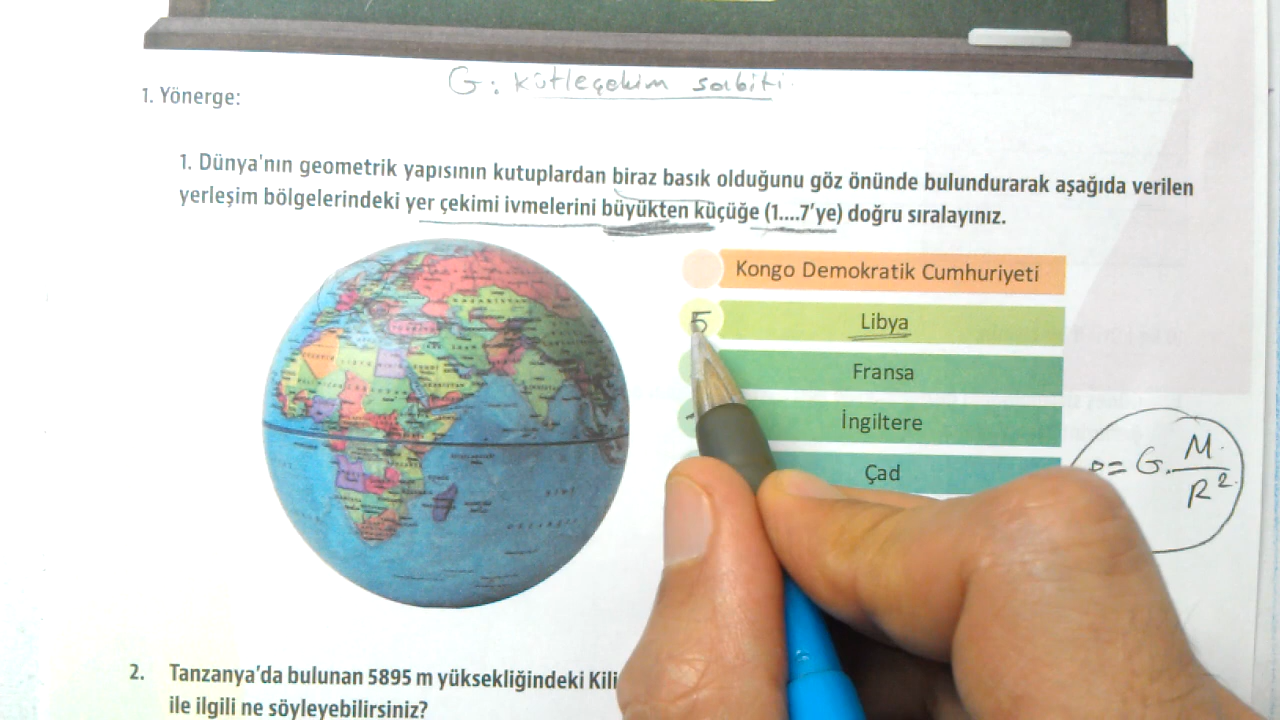 G: Kütleçekim sabiti
1. Yönerge:
1. Dünya'nın geometrik yapısının kutuplardan biraz basık olduğunu göz önünde bulundurarak aşağıda verilen
yerleşim bölgelerindeki yer çekimi ivmelerini büyükten küçüğe (1....7'ye) doğru sıralayınız.
Kongo Demokratik Cumhuriyeti
5 Libya
Fransa
İngiltere
Çad
= G. M
R²
2. Tanzanya'da bulunan 5895 m yüksekliğindeki
ile ilgili ne söyleyebilirsiniz?